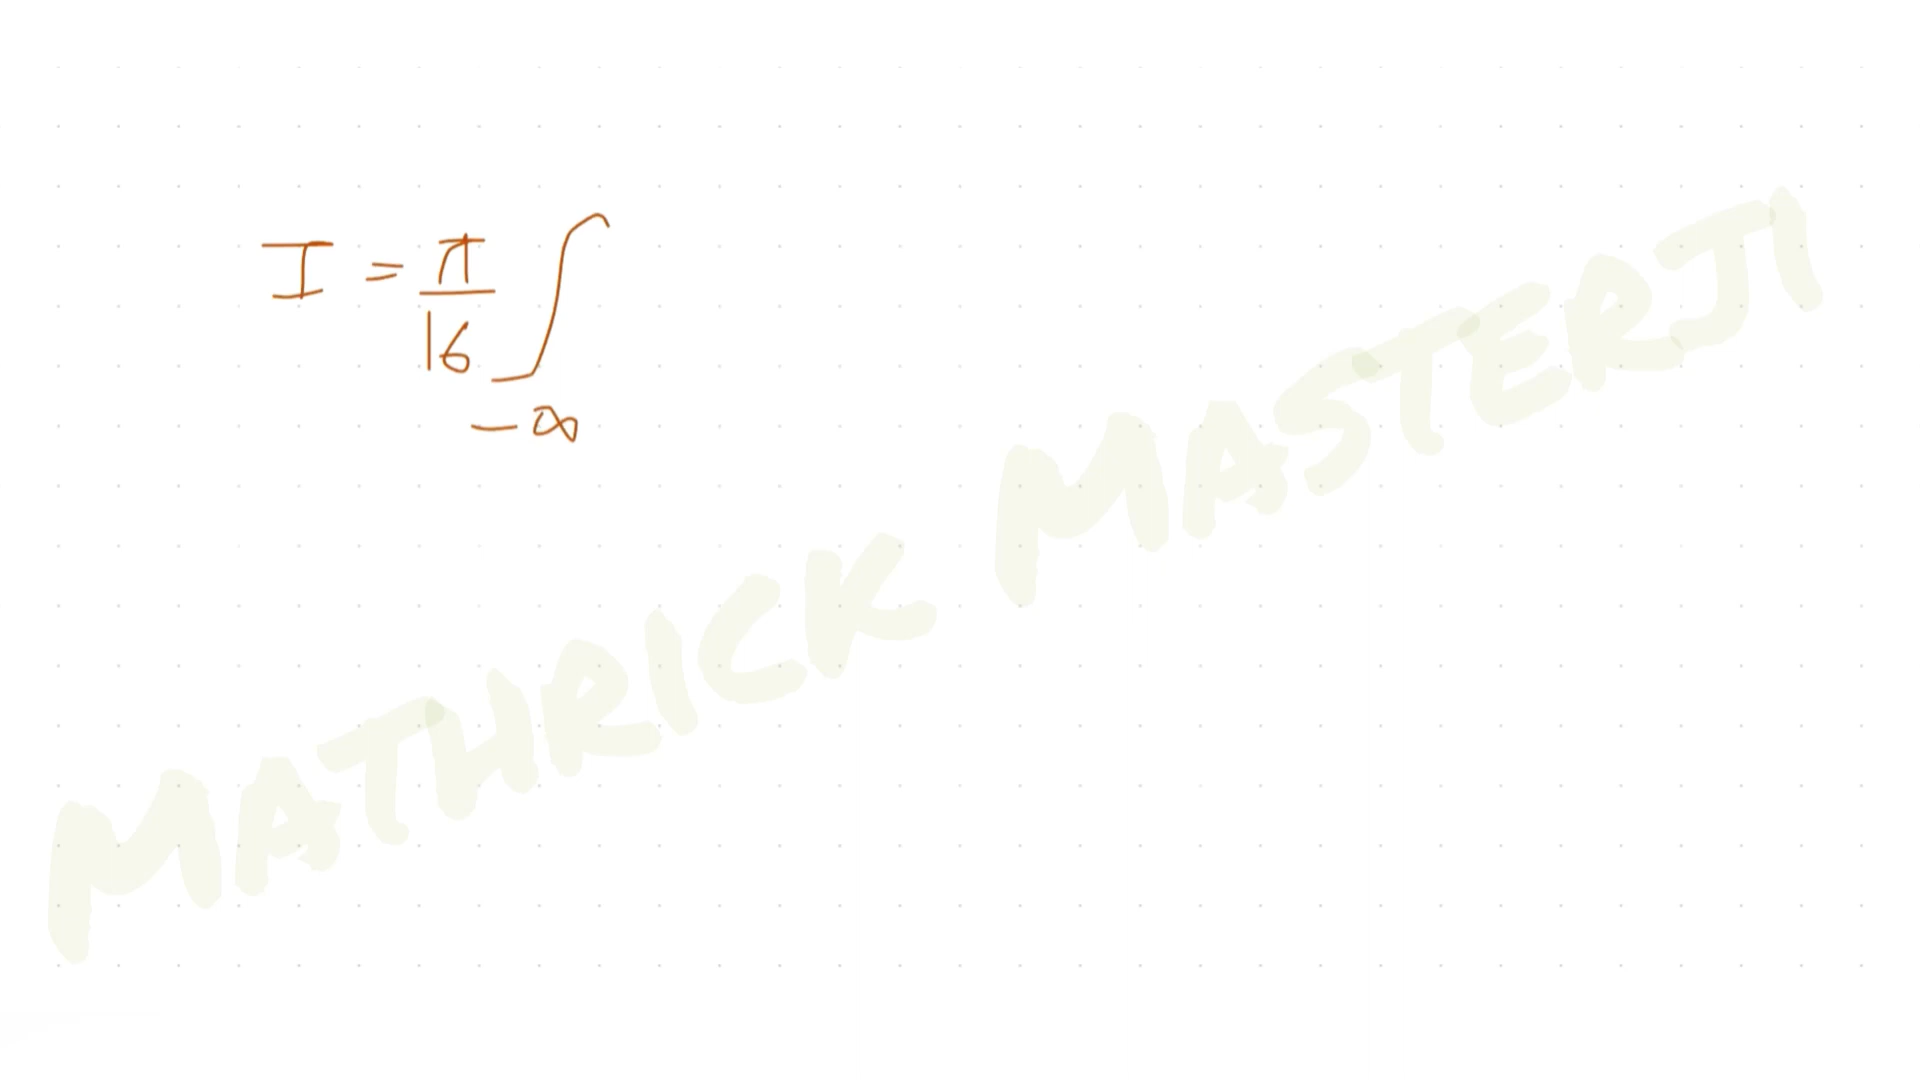 I = π/16 ∫_{-∞}
MATHRICK MASTERJI